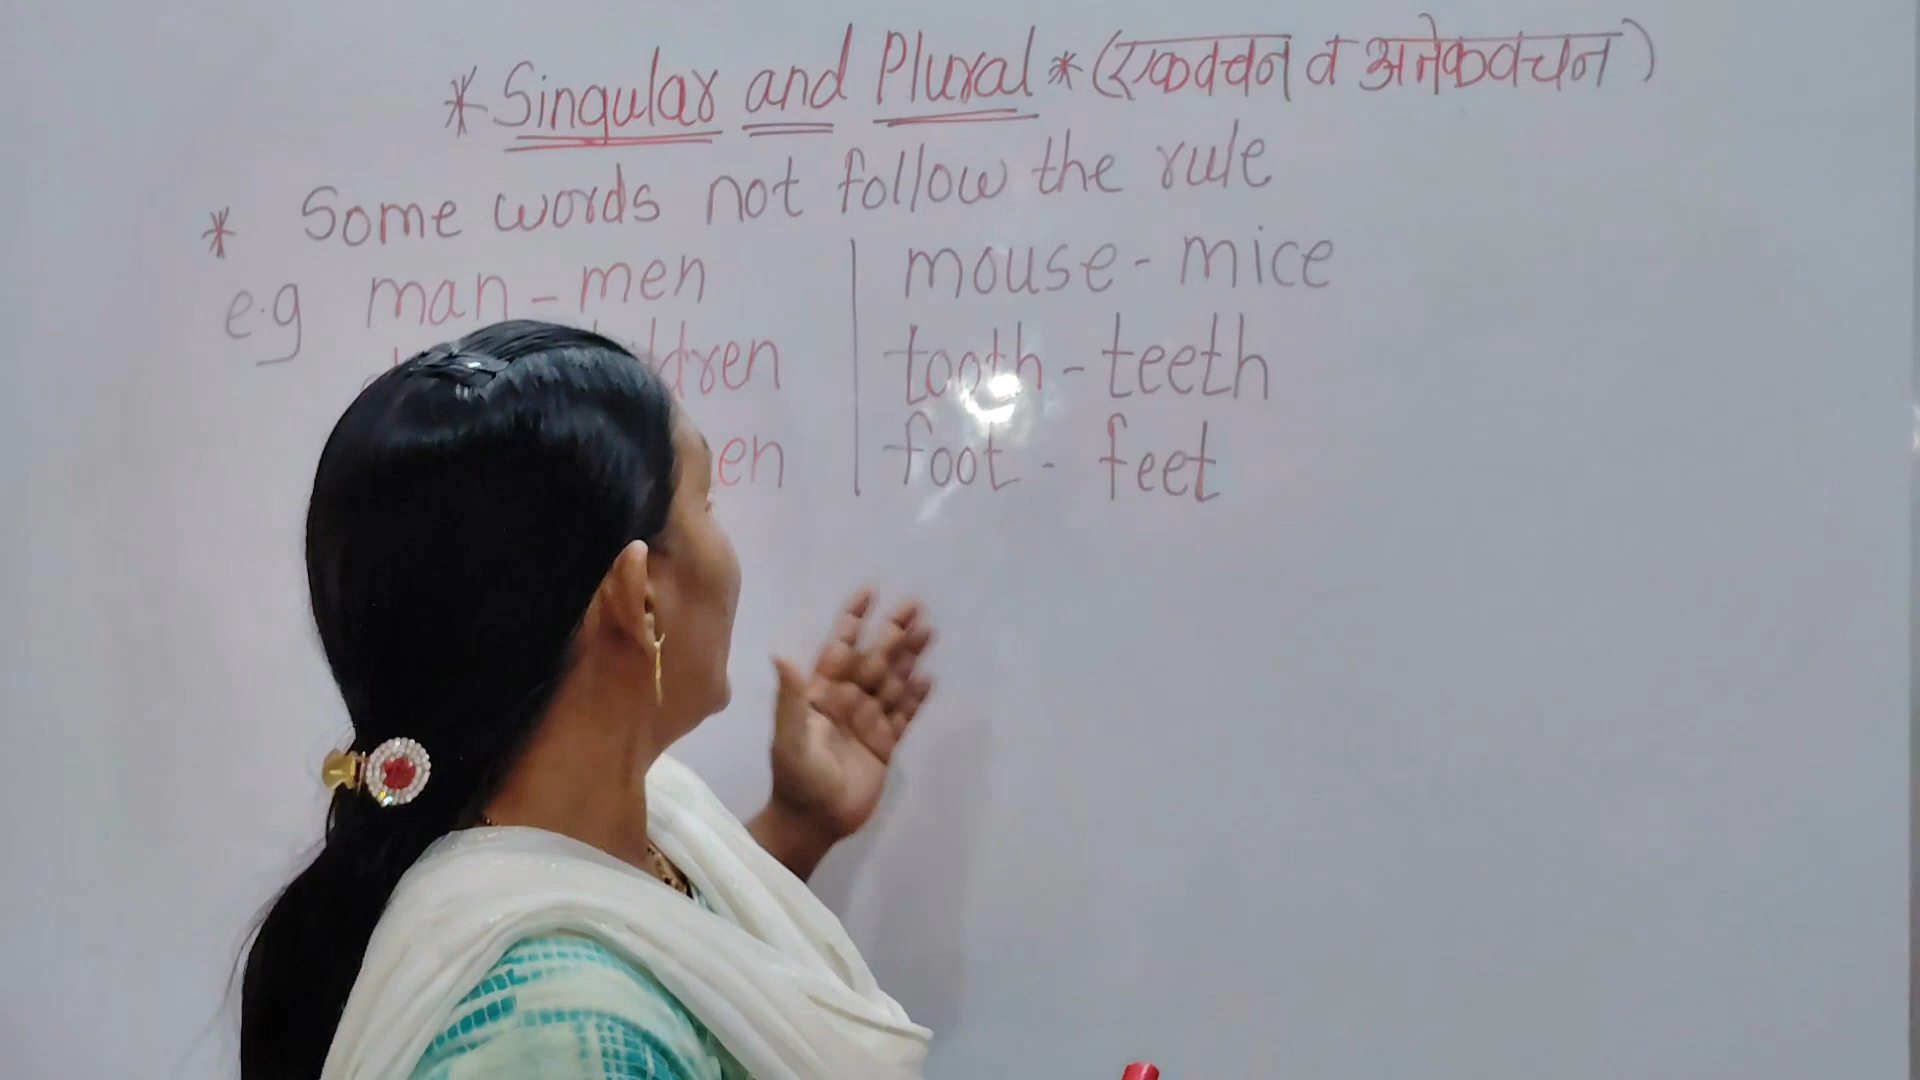 * Singular and Plural * (एकवचन व अनेकवचन)
* Some words not follow the rule
e.g man - men
mouse - mice
tooth - teeth
foot - feet